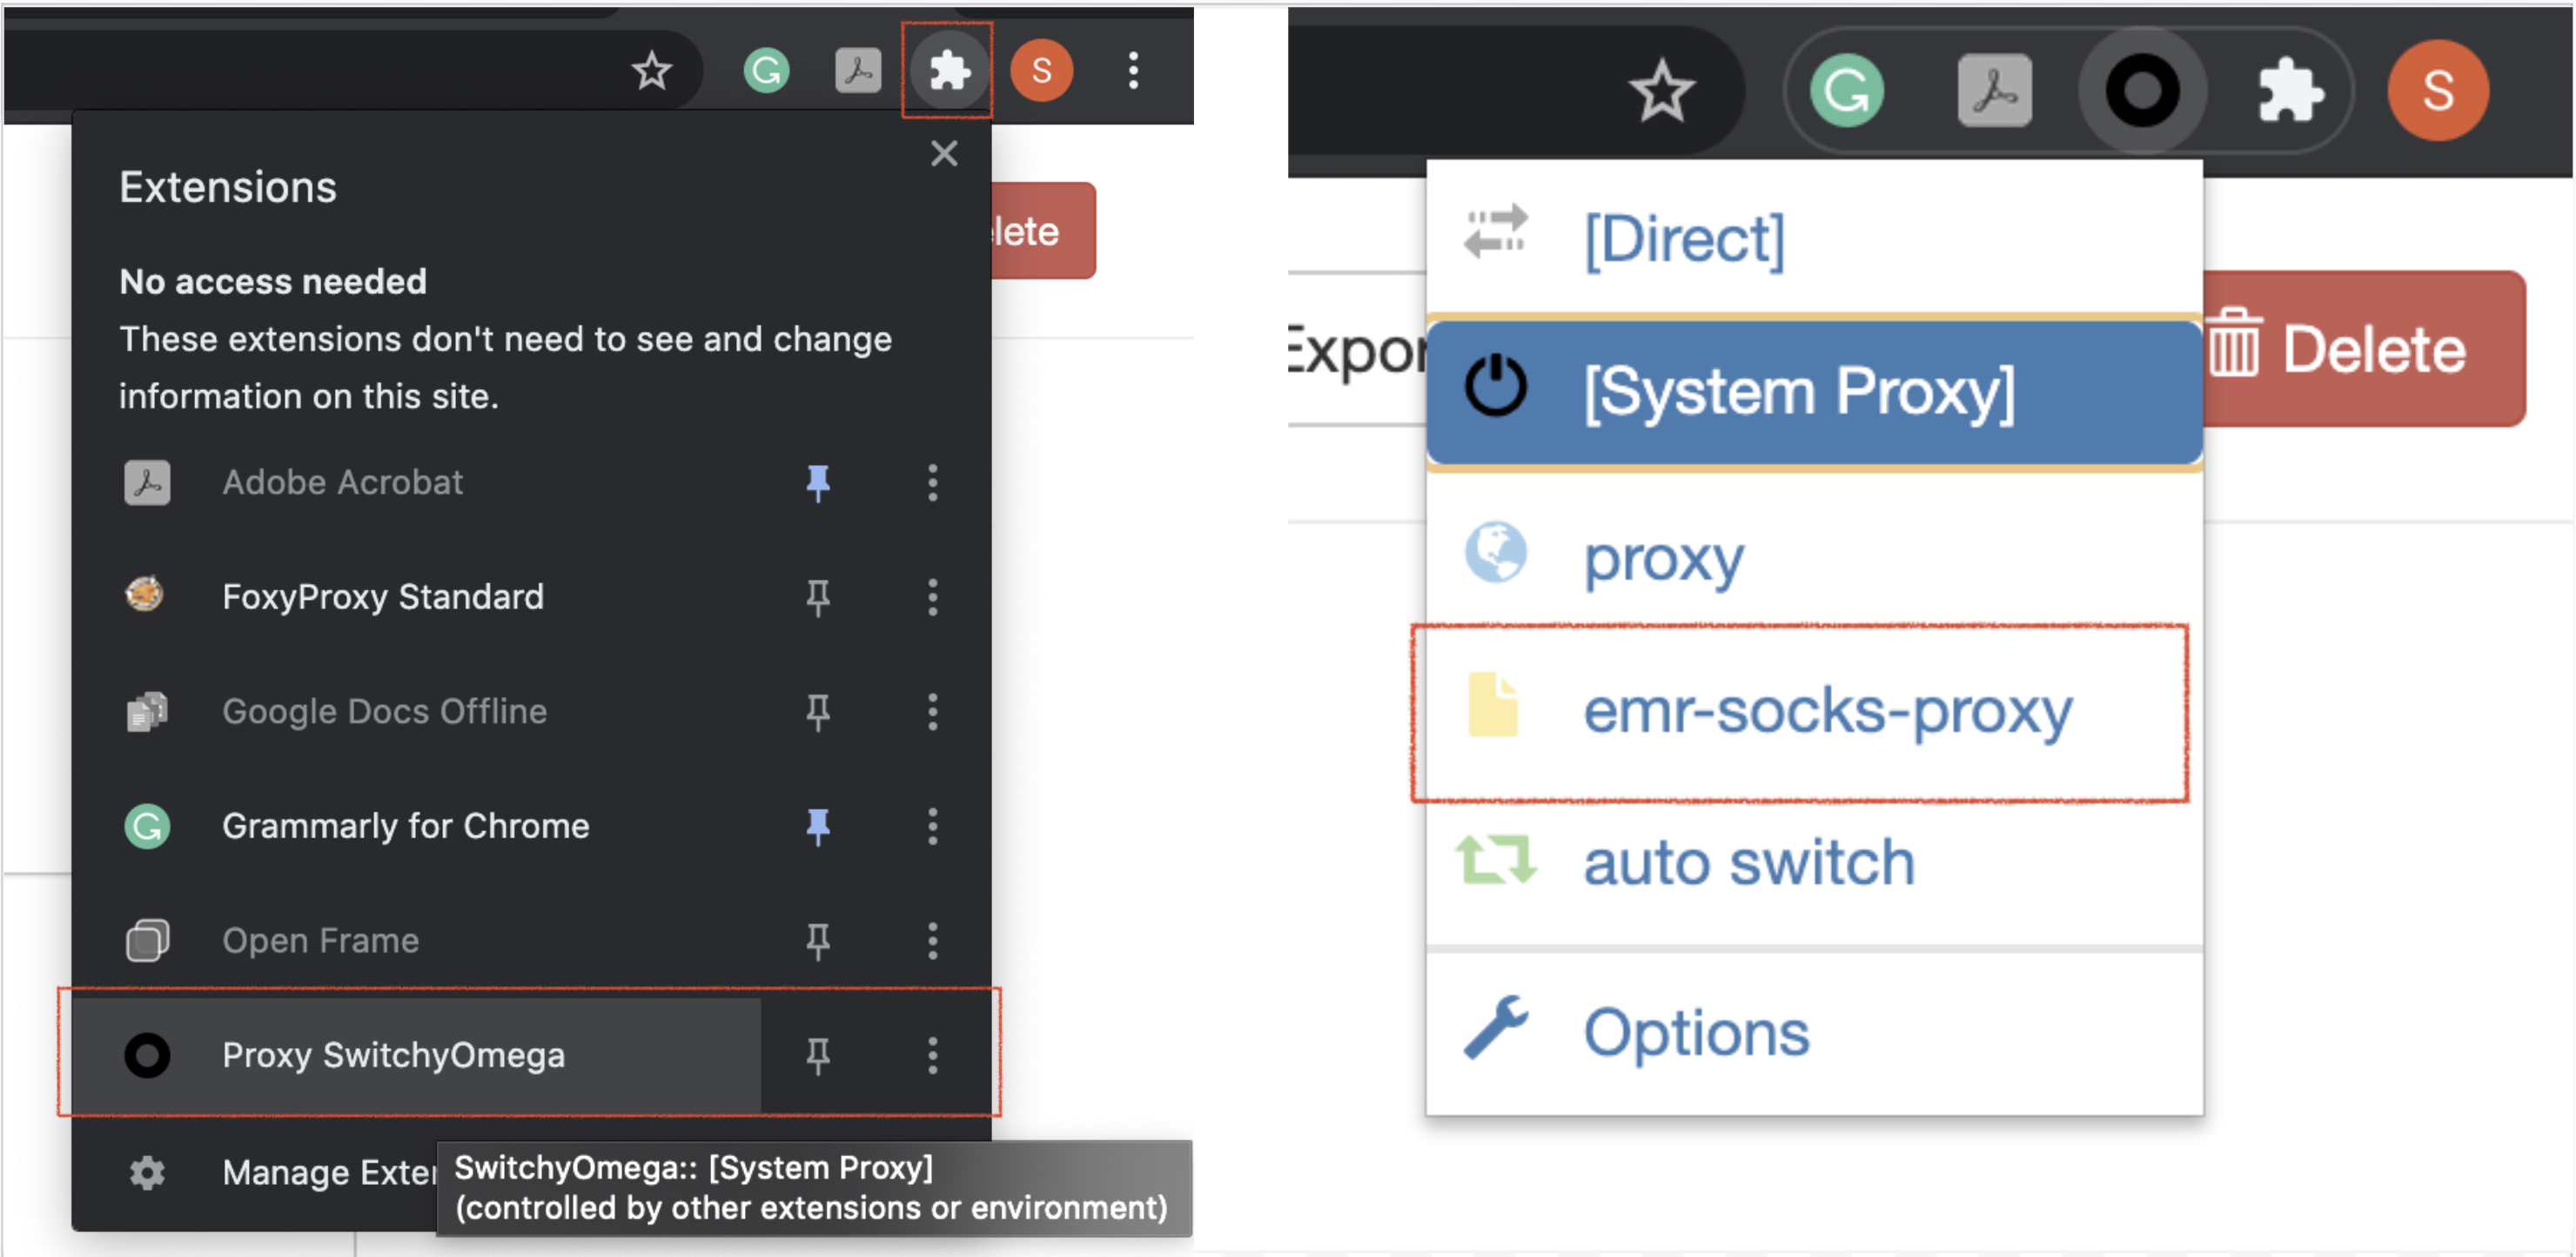 S
Extensions
lete
No access needed
These extensions don't need to see and change
information on this site.
Adobe Acrobat
FoxyProxy Standard
Google Docs Offline
Grammarly for Chrome
Open Frame
Proxy SwitchyOmega
Manage Exte
SwitchyOmega:: [System Proxy]
(controlled by other extensions or environment)
S
[Direct]
Expor
[System Proxy]
Delete
proxy
emr-socks-proxy
auto switch
Options